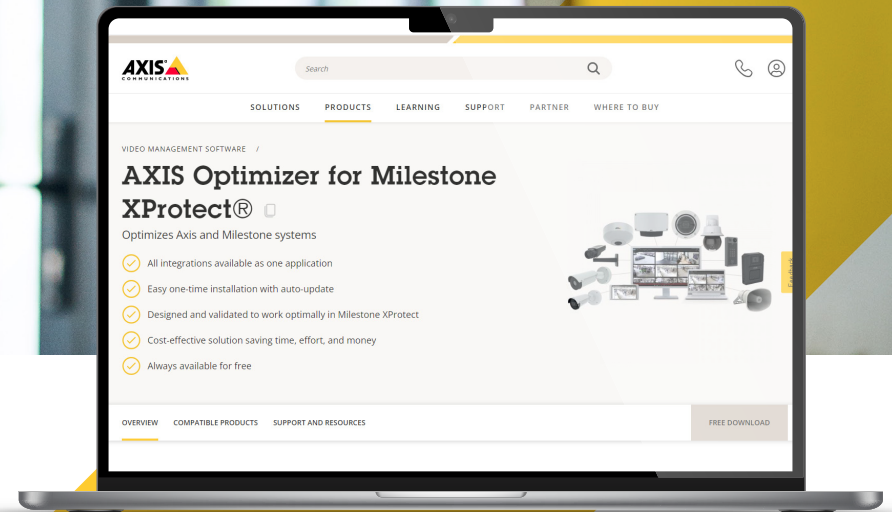 AXIS
COMMUNICATIONS
Search
SOLUTIONS PRODUCTS LEARNING SUPPORT PARTNER WHERE TO BUY
VIDEO MANAGEMENT SOFTWARE /
AXIS Optimizer for Milestone
XProtect®
Optimizes Axis and Milestone systems
All integrations available as one application
Easy one-time installation with auto-update
Designed and validated to work optimally in Milestone XProtect
Cost-effective solution saving time, effort, and money
Always available for free
Feedback
OVERVIEW COMPATIBLE PRODUCTS SUPPORT AND RESOURCES FREE DOWNLOAD